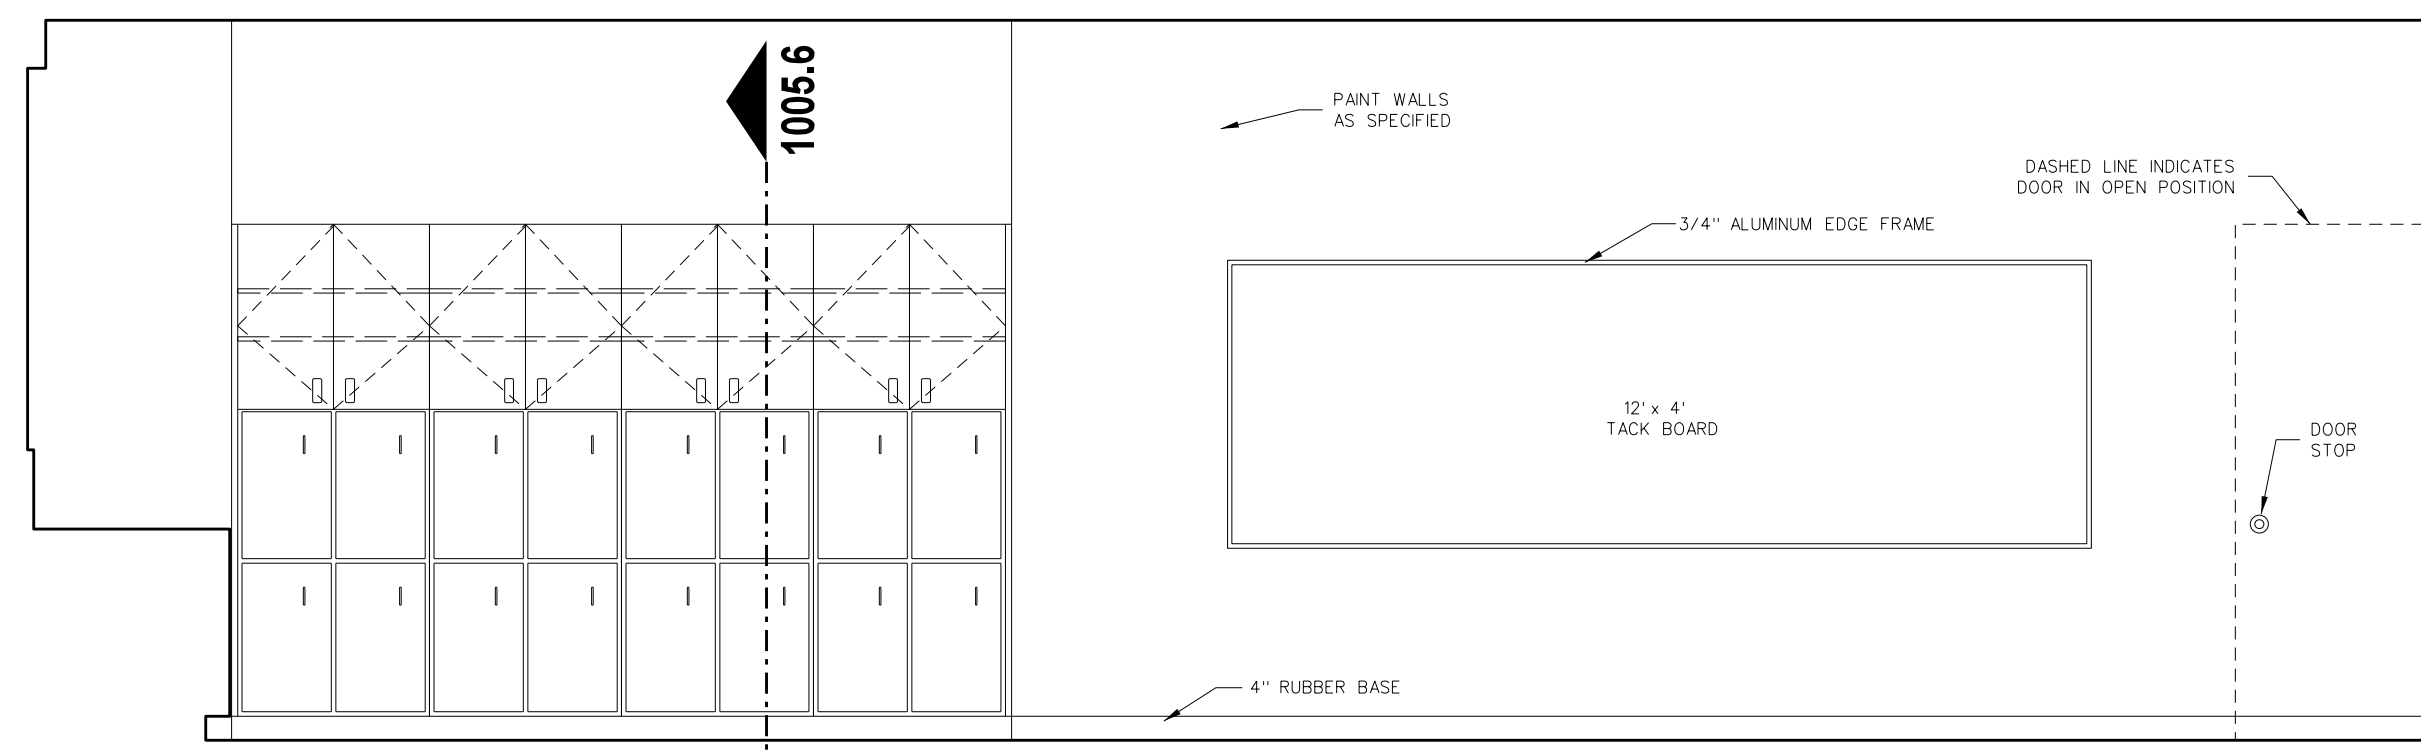 1005.6
PAINT WALLS
AS SPECIFIED
DASHED LINE INDICATES
DOOR IN OPEN POSITION
3/4" ALUMINUM EDGE FRAME
12' x 4'
TACK BOARD
DOOR
STOP
4" RUBBER BASE